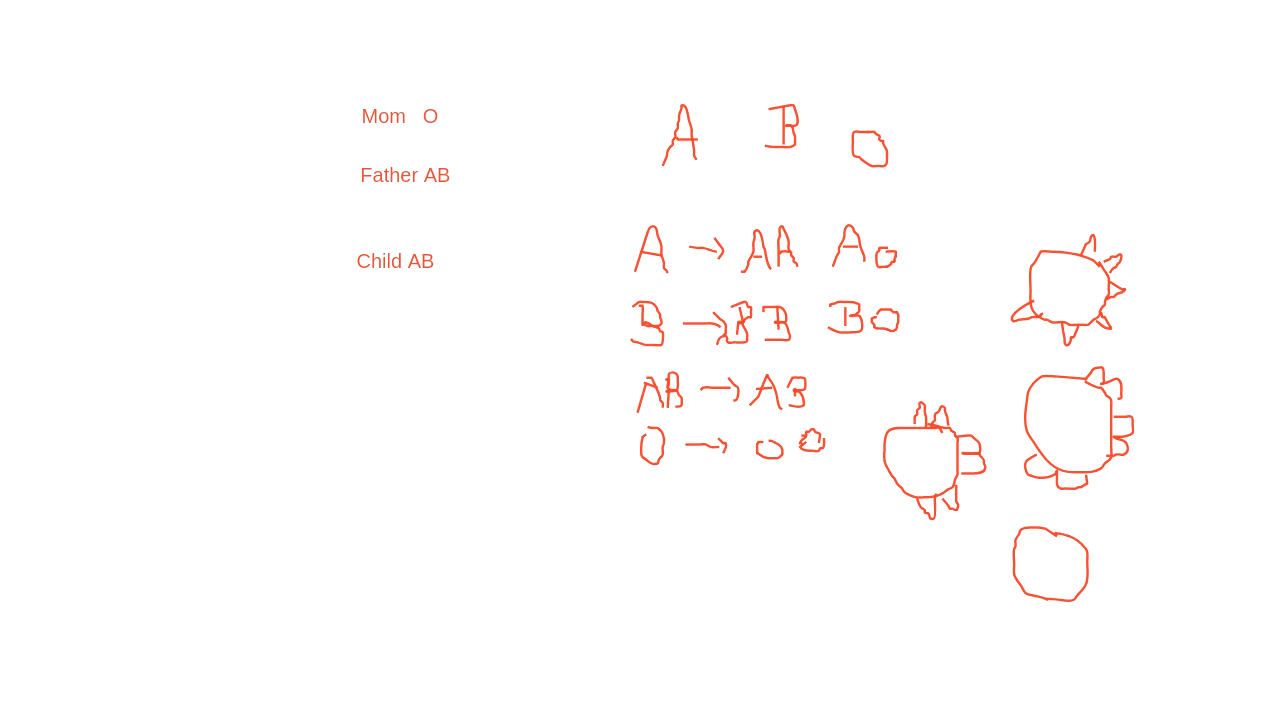 Mom O
Father AB
Child AB
A B O
A → AA AO
B → BB BO
AB → AB
O → OO